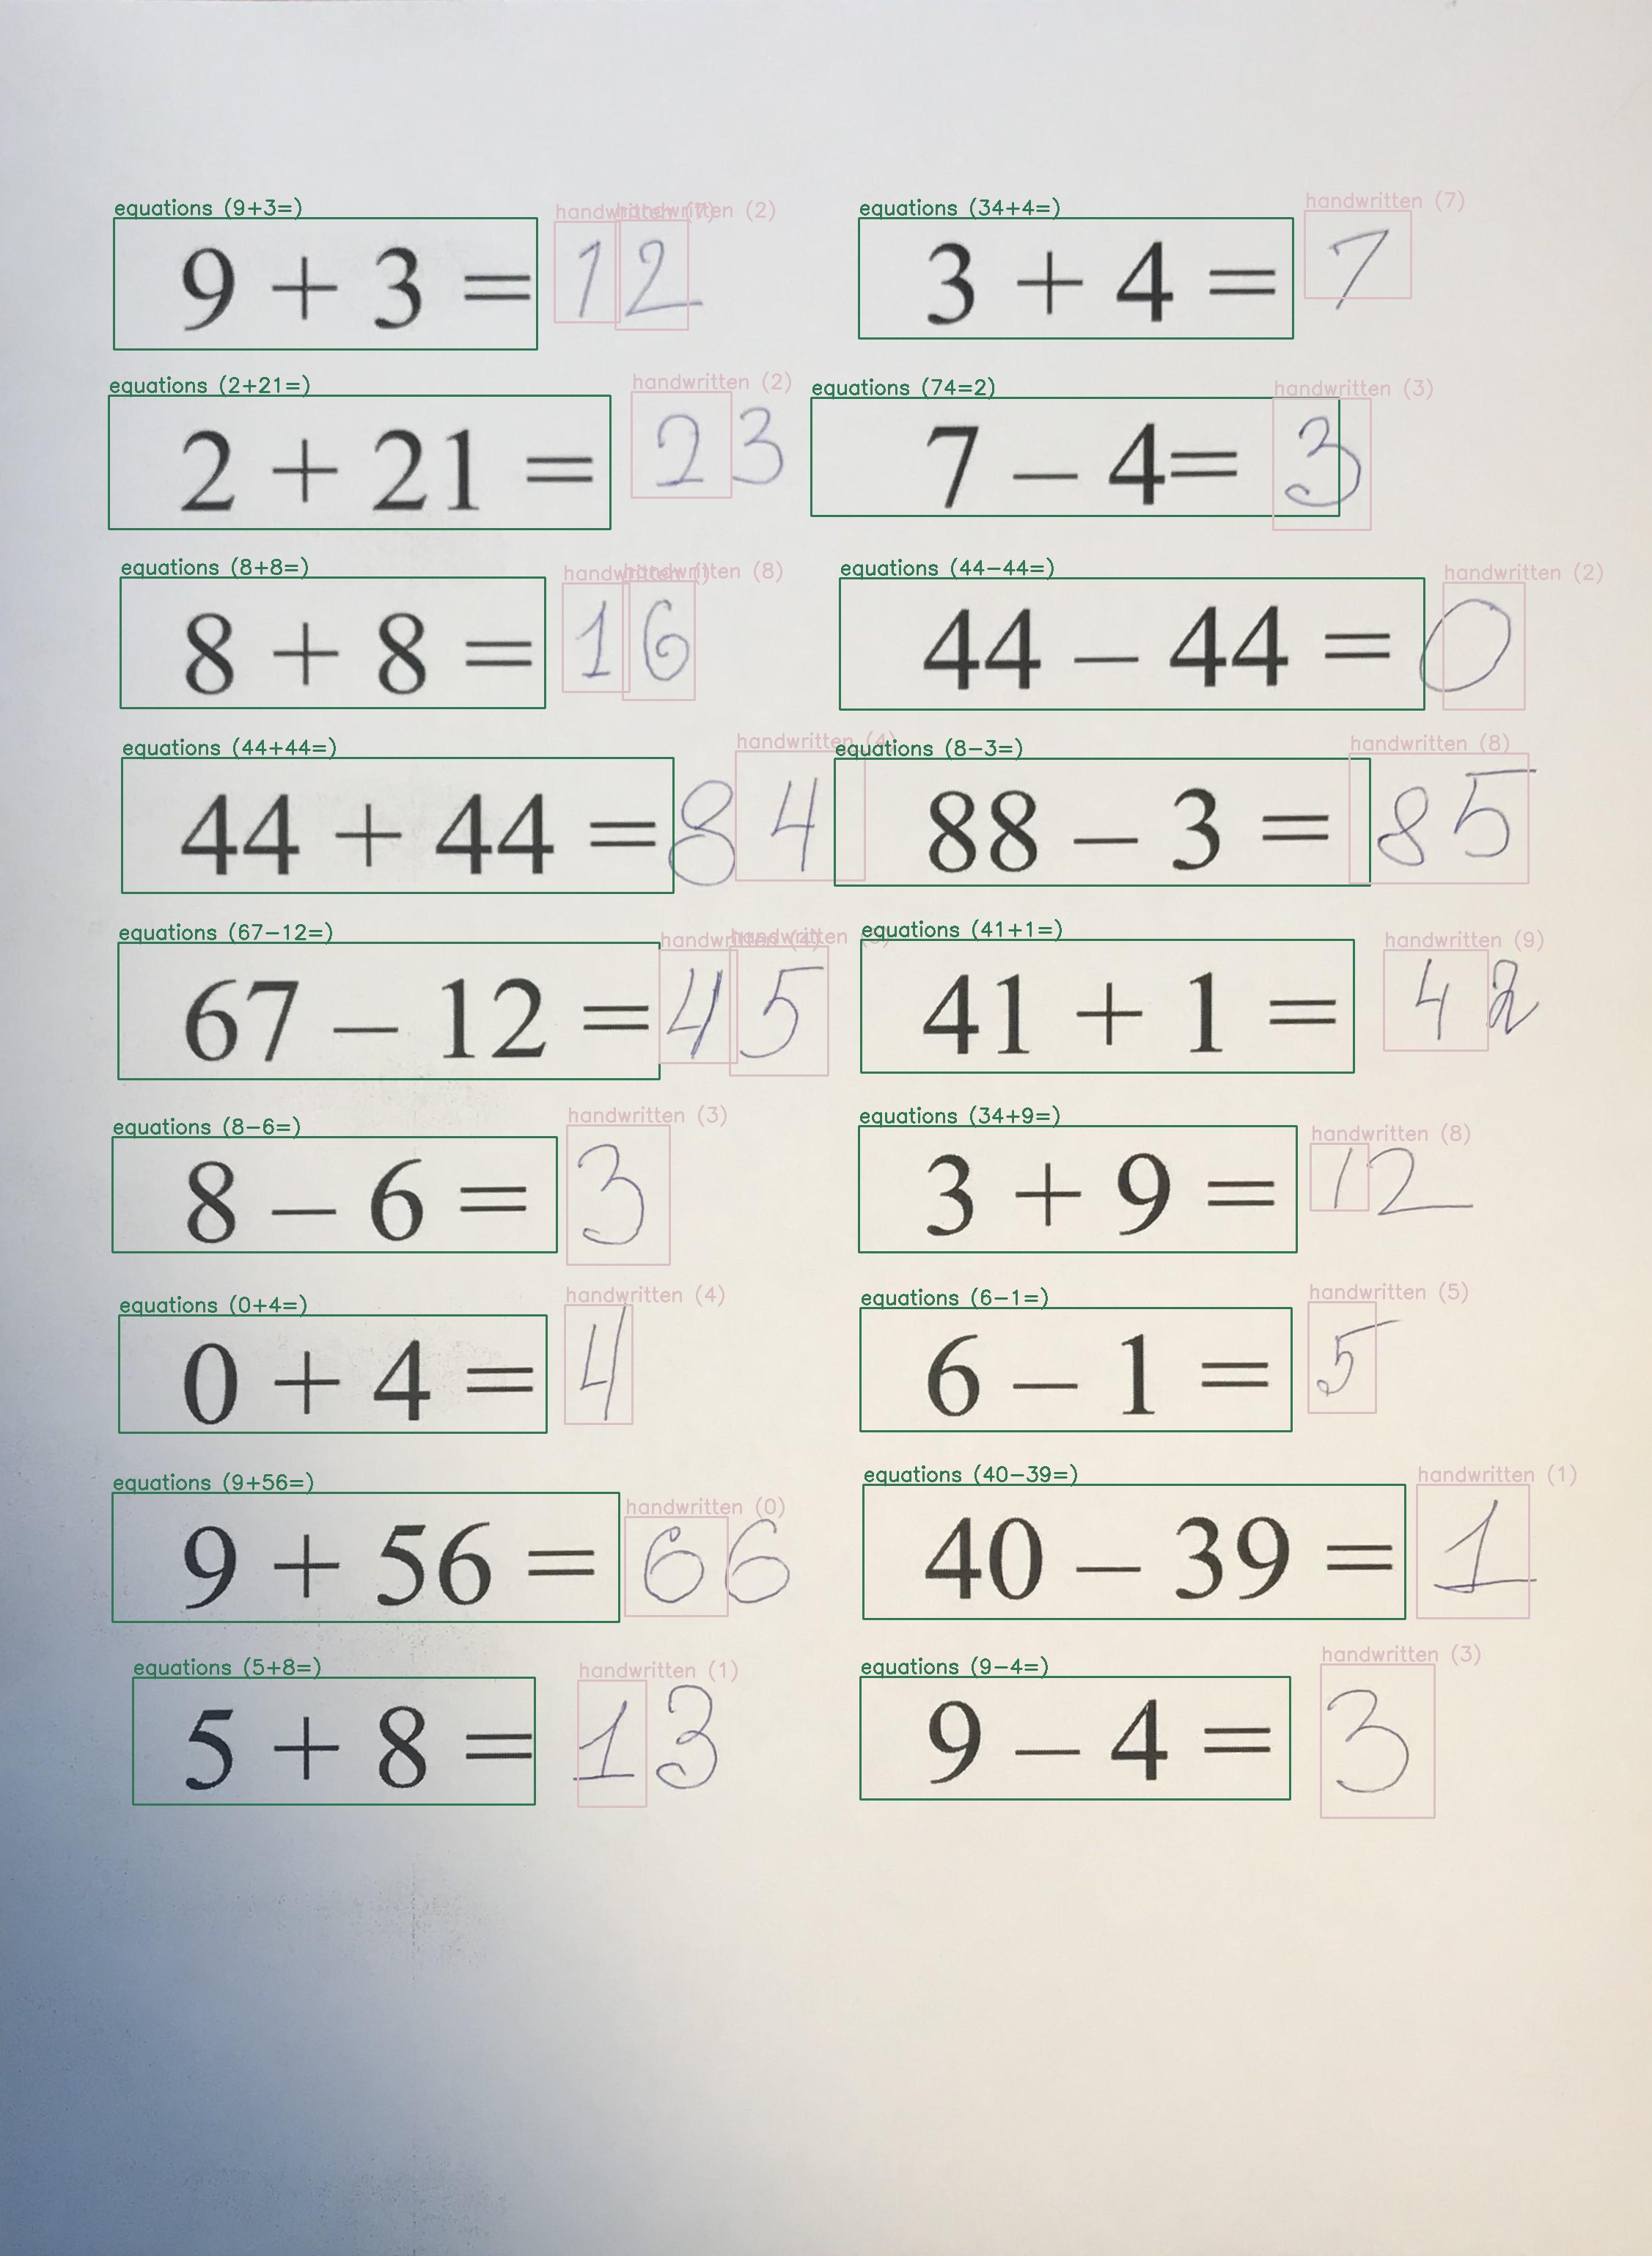 equations (9+3=) handwritten (7) handwritten (2) equations (34+4=) handwritten (7)
9 + 3 = 12 3 + 4 = 7
equations (2+21=) handwritten (2) equations (74=2) handwritten (3)
2 + 21 = 23 7 – 4= 3
equations (8+8=) handwritten () handwritten (8) equations (44-44=) handwritten (2)
8 + 8 = 16 44 – 44 = 0
equations (44+44=) handwritten (4) equations (8-3=) handwritten (8)
44 + 44 = 84 88 – 3 = 85
equations (67-12=) handwritten (4) handwritten equations (41+1=) handwritten (9)
67 – 12 = 45 41 + 1 = 42
equations (8-6=) handwritten (3) equations (34+9=) handwritten (8)
8 – 6 = 3 3 + 9 = 12
equations (0+4=) handwritten (4) equations (6-1=) handwritten (5)
0 + 4 = 4 6 – 1 = 5
equations (9+56=) handwritten (0) equations (40-39=) handwritten (1)
9 + 56 = 66 40 – 39 = 1
equations (5+8=) handwritten (1) equations (9-4=) handwritten (3)
5 + 8 = 13 9 – 4 = 3